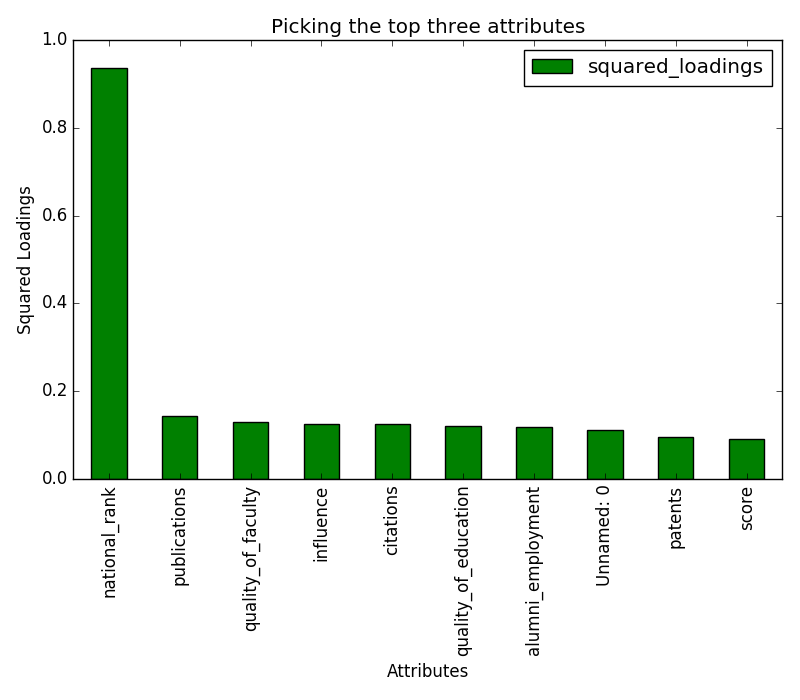 Picking the top three attributes
squared_loadings
Squared Loadings
1.0
0.8
0.6
0.4
0.2
0.0
national_rank
publications
quality_of_faculty
influence
citations
quality_of_education
alumni_employment
Unnamed: 0
patents
score
Attributes